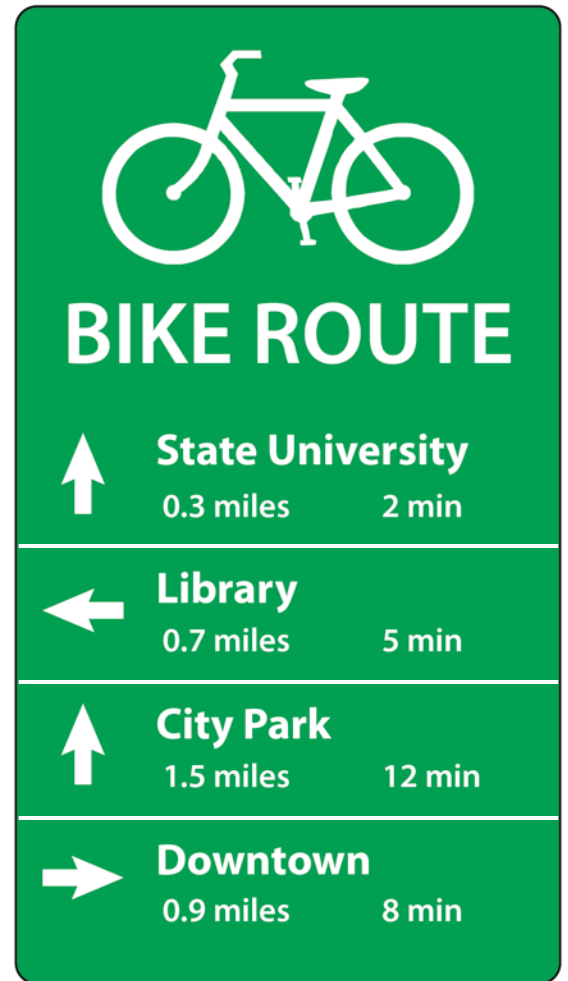 BIKE ROUTE
State University
0.3 miles 2 min
Library
0.7 miles 5 min
City Park
1.5 miles 12 min
Downtown
0.9 miles 8 min